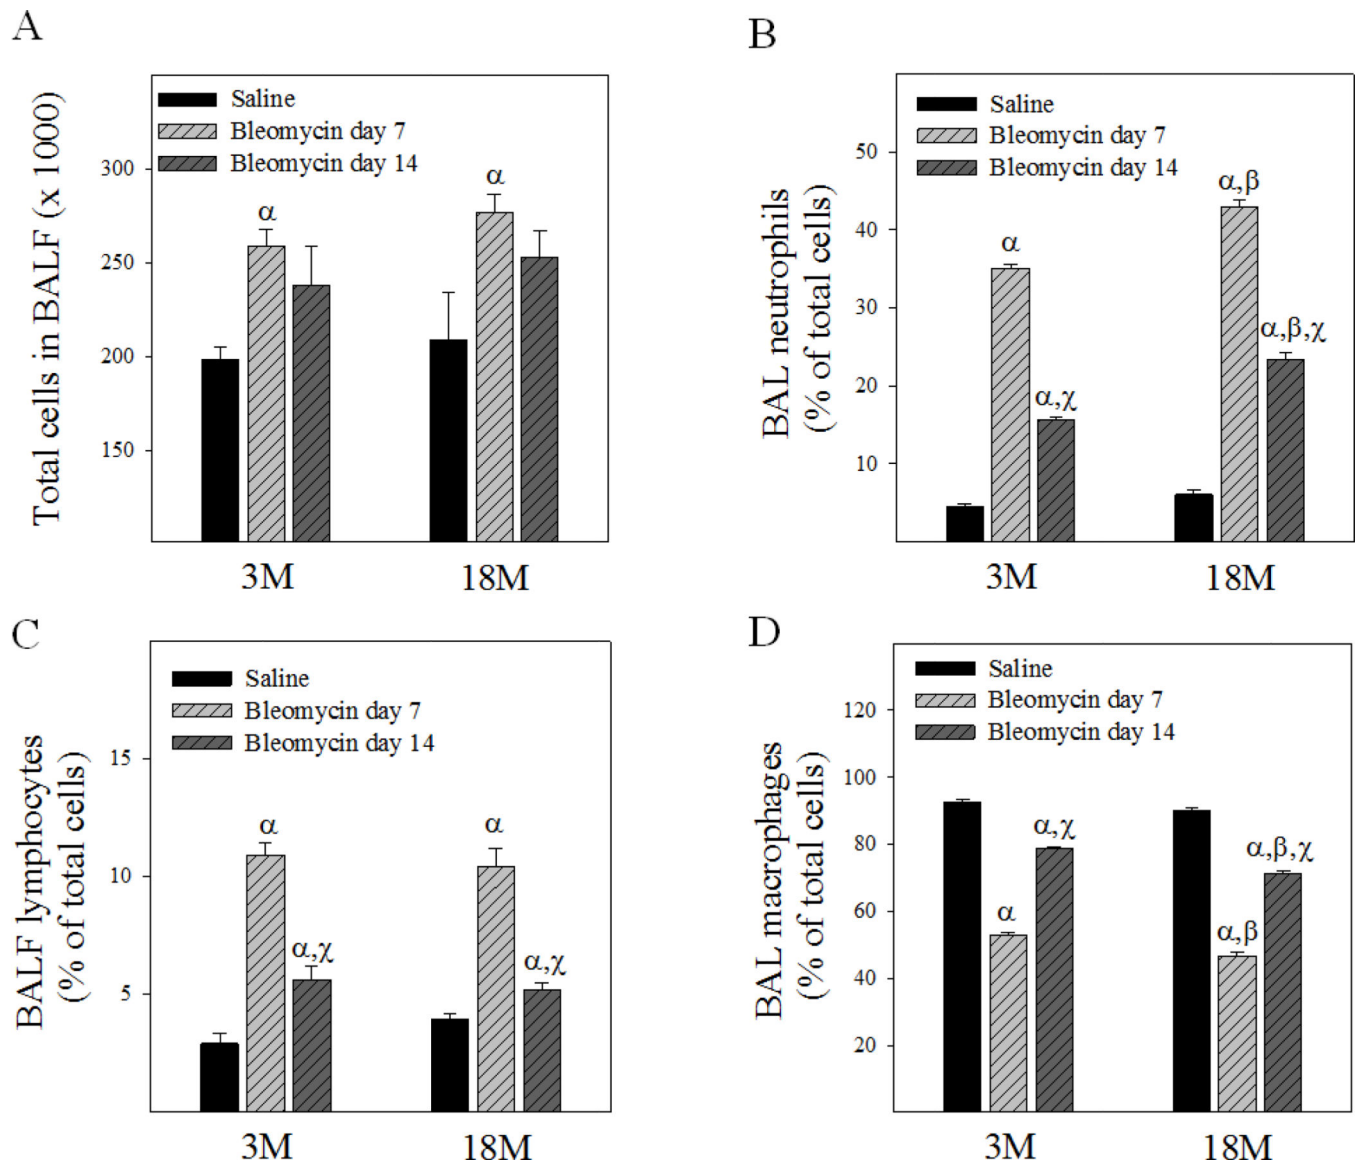 A
Total cells in BALF (x 1000)
300
250
200
150
Saline
Bleomycin day 7
Bleomycin day 14
α
α
3M
18M
B
BAL neutrophils
(% of total cells)
50
40
30
20
10
Saline
Bleomycin day 7
Bleomycin day 14
α
α,χ
α,β
α,β,χ
3M
18M
C
BALF lymphocytes
(% of total cells)
15
10
5
Saline
Bleomycin day 7
Bleomycin day 14
α
α,χ
α
α,χ
3M
18M
D
BAL macrophages
(% of total cells)
120
100
80
60
40
20
Saline
Bleomycin day 7
Bleomycin day 14
α
α,χ
α,β
α,β,χ
3M
18M